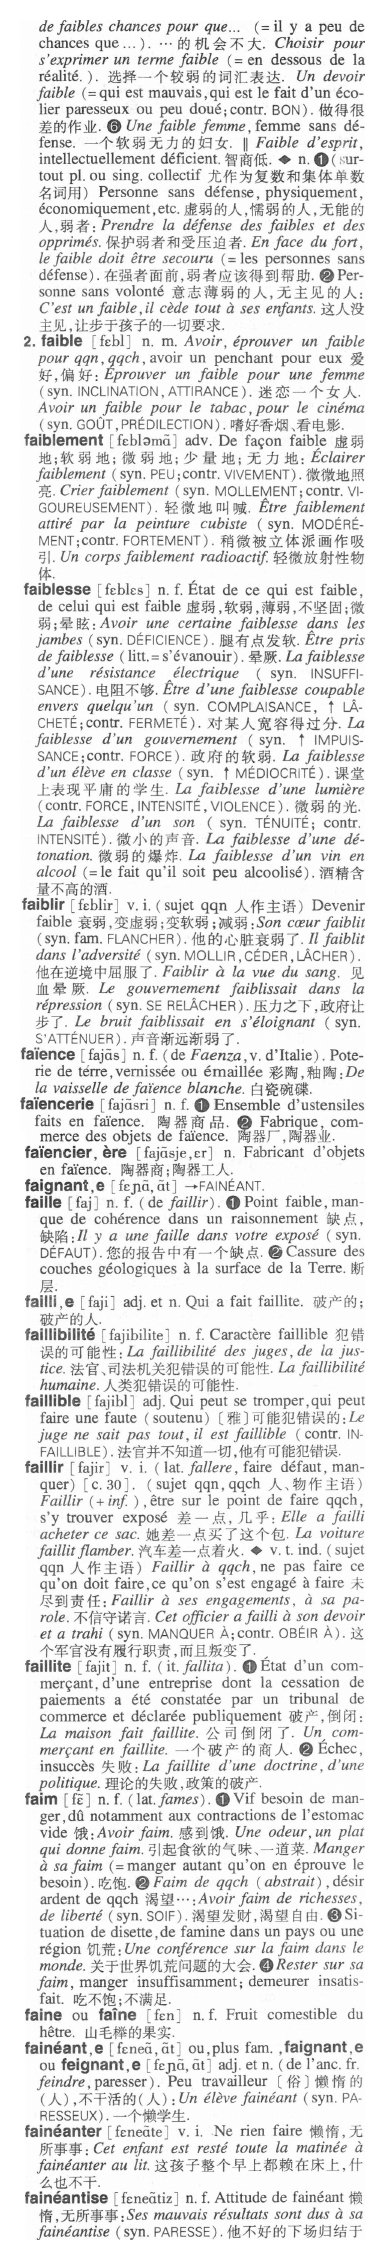 de faibles chances pour que… (= il y a peu de
chances que …). …的机会不大. Choisir pour
s'exprimer un terme faible (= en dessous de la
réalité.). 选择一个较弱的词汇表达. Un devoir
faible (= qui est mauvais, qui est le fait d'un éco-
lier paresseux ou peu doué; contr. BON). 做得很
差的作业. ❻ Une faible femme, femme sans dé-
fense. 一个软弱无力的妇女. ‖ Faible d'esprit,
intellectuellement déficient. 智商低. ◆ n. ❶ (sur-
tout pl. ou sing. collectif 尤作为复数和集体单数
名词用) Personne sans défense, physiquement,
économiquement, etc. 虚弱的人,懦弱的人,无能的
人,弱者: Prendre la défense des faibles et des
opprimés. 保护弱者和受压迫者. En face du fort,
le faible doit être secouru (= les personnes sans
défense). 在强者面前,弱者应该得到帮助. ❷ Per-
sonne sans volonté 意志薄弱的人,无主见的人:
C'est un faible, il cède tout à ses enfants. 这人没
主见,让步于孩子的一切要求.
2. faible [fɛbl] n. m. Avoir, éprouver un faible
pour qqn, qqch, avoir un penchant pour eux 爱
好,偏好: Éprouver un faible pour une femme
(syn. INCLINATION, ATTIRANCE). 迷恋一个女人.
Avoir un faible pour le tabac, pour le cinéma
(syn. GOÛT, PRÉDILECTION). 嗜好香烟、看电影.
faiblement [fɛbləmɑ̃] adv. De façon faible 虚弱
地;软弱地;微弱地;少量地;无力地: Éclairer
faiblement (syn. PEU; contr. VIVEMENT). 微微地照
亮. Crier faiblement (syn. MOLLEMENT; contr. VI-
GOUREUSEMENT). 轻微地叫喊. Être faiblement
attiré par la peinture cubiste (syn. MODÉRÉ-
MENT; contr. FORTEMENT). 稍微被立体派画作吸
引. Un corps faiblement radioactif. 轻微放射性物
体.
faiblesse [fɛblɛs] n. f. État de ce qui est faible,
de celui qui est faible 虚弱,软弱,薄弱,不坚固;微
弱;晕眩: Avoir une certaine faiblesse dans les
jambes (syn. DÉFICIENCE). 腿有点发软. Être pris
de faiblesse (litt. = s'évanouir). 晕厥. La faiblesse
d'une résistance électrique (syn. INSUFFI-
SANCE). 电阻不够. Être d'une faiblesse coupable
envers quelqu'un (syn. COMPLAISANCE, ↑ LÂ-
CHETÉ; contr. FERMETÉ). 对某人宽容得过分. La
faiblesse d'un gouvernement (syn. ↑ IMPUIS-
SANCE; contr. FORCE). 政府的软弱. La faiblesse
d'un élève en classe (syn. ↑ MÉDIOCRITÉ). 课堂
上表现平庸的学生. La faiblesse d'une lumière
(contr. FORCE, INTENSITÉ, VIOLENCE). 微弱的光.
La faiblesse d'un son (syn. TÉNUITÉ; contr.
INTENSITÉ). 微小的声音. La faiblesse d'une dé-
tonation. 微弱的爆炸. La faiblesse d'un vin en
alcool (= le fait qu'il soit peu alcoolisé). 酒精含
量不高的酒.
faiblir [fɛblir] v. i. (sujet qqn 人作主语) Devenir
faible 衰弱,变虚弱;变软弱;减弱: Son cœur faiblit
(syn. fam. FLANCHER). 他的心脏衰弱了. Il faiblit
dans l'adversité (syn. MOLLIR, CÉDER, LÂCHER).
他在逆境中屈服了. Faiblir à la vue du sang. 见
血晕厥. Le gouvernement faiblissait dans la
répression (syn. SE RELÂCHER). 压力之下,政府让
步了. Le bruit faiblissait en s'éloignant (syn.
S'ATTÉNUER). 声音渐远渐弱了.
faïence [fajɑ̃s] n. f. (de Faenza, v. d'Italie). Pote-
rie de terre, vernissée ou émaillée 彩陶,釉陶: De
la vaisselle de faïence blanche. 白瓷碗碟.
faïencerie [fajɑ̃sri] n. f. ❶ Ensemble d'ustensiles
faits en faïence. 陶器商品. ❷ Fabrique, com-
merce des objets de faïence. 陶器厂,陶器业.
faïencier, ère [fajɑ̃sje, ɛr] n. Fabricant d'objets
en faïence. 陶器商;陶器工人.
faignant, e [fɛɲɑ̃, ɑ̃t] →FAINÉANT.
faille [faj] n. f. (de faillir). ❶ Point faible, man-
que de cohérence dans un raisonnement 缺点,
缺陷: Il y a une faille dans votre exposé (syn.
DÉFAUT). 您的报告中有一个缺点. ❷ Cassure des
couches géologiques à la surface de la Terre. 断
层.
failli, e [faji] adj. et n. Qui a fait faillite. 破产的;
破产的人.
faillibilité [fajibilite] n. f. Caractère faillible 犯错
误的可能性: La faillibilité des juges, de la jus-
tice. 法官、司法机关犯错误的可能性. La faillibilité
humaine. 人类犯错误的可能性.
faillible [fajibl] adj. Qui peut se tromper, qui peut
faire une faute (soutenu) [雅]可能犯错误的: Le
juge ne sait pas tout, il est faillible (contr. IN-
FAILLIBLE). 法官并不知道一切,他有可能犯错误.
faillir [fajir] v. i. (lat. fallere, faire défaut, man-
quer) [c. 30]. (sujet qqn, qqch 人、物作主语)
Faillir (+ inf.), être sur le point de faire qqch,
s'y trouver exposé 差一点,几乎: Elle a failli
acheter ce sac. 她差一点买了这个包. La voiture
faillit flamber. 汽车差一点着火. ◆ v. t. ind. (sujet
qqn 人作主语) Faillir à qqch, ne pas faire ce
qu'on doit faire, ce qu'on s'est engagé à faire 未
尽到责任: Faillir à ses engagements, à sa pa-
role. 不信守诺言. Cet officier a failli à son devoir
et a trahi (syn. MANQUER À; contr. OBÉIR À). 这
个军官没有履行职责,而且叛变了.
faillite [fajit] n. f. (it. fallita). ❶ État d'un com-
merçant, d'une entreprise dont la cessation de
paiements a été constatée par un tribunal de
commerce et déclarée publiquement 破产,倒闭:
La maison fait faillite. 公司倒闭了. Un com-
merçant en faillite. 一个破产的商人. ❷ Échec,
insuccès 失败: La faillite d'une doctrine, d'une
politique. 理论的失败,政策的破产.
faim [fɛ̃] n. f. (lat. fames). ❶ Vif besoin de man-
ger, dû notamment aux contractions de l'estomac
vide 饿: Avoir faim. 感到饿. Une odeur, un plat
qui donne faim. 引起食欲的气味、一道菜. Manger
à sa faim (= manger autant qu'on en éprouve le
besoin). 吃饱. ❷ Faim de qqch (abstrait), désir
ardent de qqch 渴望…: Avoir faim de richesses,
de liberté (syn. SOIF). 渴望发财,渴望自由. ❸ Si-
tuation de disette, de famine dans un pays ou une
région 饥荒: Une conférence sur la faim dans le
monde. 关于世界饥荒问题的大会. ❹ Rester sur sa
faim, manger insuffisamment; demeurer insatis-
fait. 吃不饱;不满足.
faine ou faîne [fɛn] n. f. Fruit comestible du
hêtre. 山毛榉的果实.
fainéant, e [fɛneɑ̃, ɑ̃t] ou, plus fam., faignant, e
ou feignant, e [fɛɲɑ̃, ɑ̃t] adj. et n. (de l'anc. fr.
feindre, paresser). Peu travailleur [俗]懒惰的
(人),不干活的(人): Un élève fainéant (syn. PA-
RESSEUX). 一个懒学生.
fainéanter [fɛneɑ̃te] v. i. Ne rien faire 懒惰,无
所事事: Cet enfant est resté toute la matinée à
fainéanter au lit. 这孩子整个早上都赖在床上,什
么也不干.
fainéantise [fɛneɑ̃tiz] n. f. Attitude de fainéant 懒
惰,无所事事: Ses mauvais résultats sont dus à sa
fainéantise (syn. PARESSE). 他不好的下场归结于